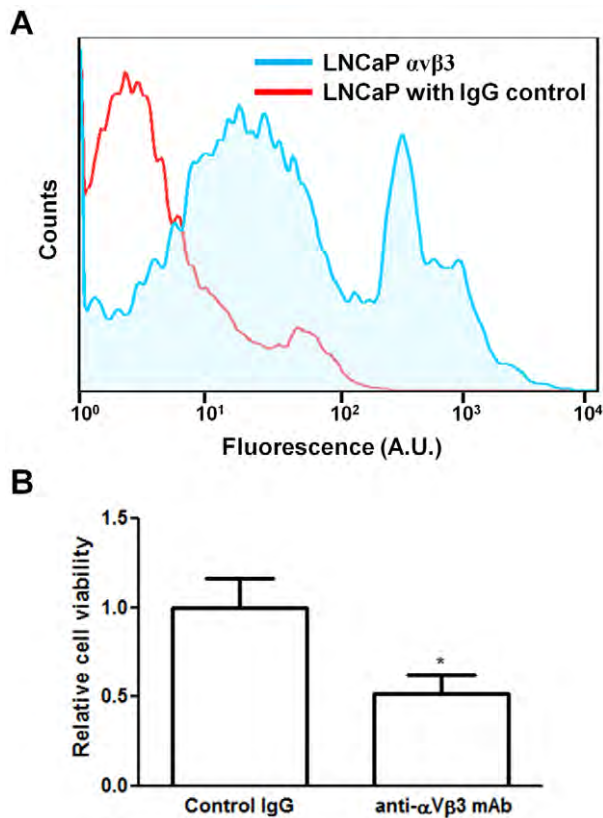 A
LNCaP αvβ3
LNCaP with IgG control
Counts
10⁰ 10¹ 10² 10³ 10⁴
Fluorescence (A.U.)
B
Relative cell viability
1.5
1.0
0.5
0.0
*
Control IgG anti-αVβ3 mAb